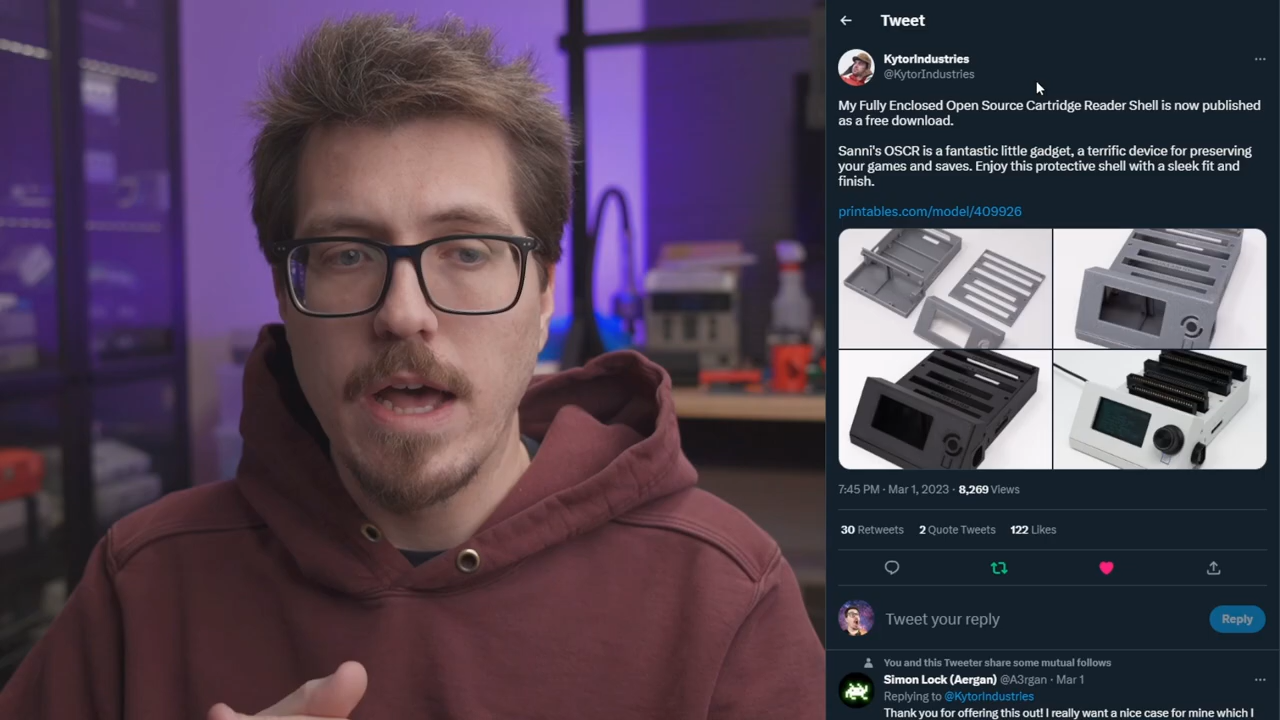 Tweet
KytorIndustries
@KytorIndustries
My Fully Enclosed Open Source Cartridge Reader Shell is now published
as a free download.
Sanni's OSCR is a fantastic little gadget, a terrific device for preserving
your games and saves. Enjoy this protective shell with a sleek fit and
finish.
printables.com/model/409926
7:45 PM · Mar 1, 2023 · 8,269 Views
30 Retweets 2 Quote Tweets 122 Likes
Tweet your reply
Reply
You and this Tweeter share some mutual follows
Simon Lock (Aergan) @A3rgan · Mar 1
Replying to @KytorIndustries
Thank you for offering this out! I really want a nice case for mine which I